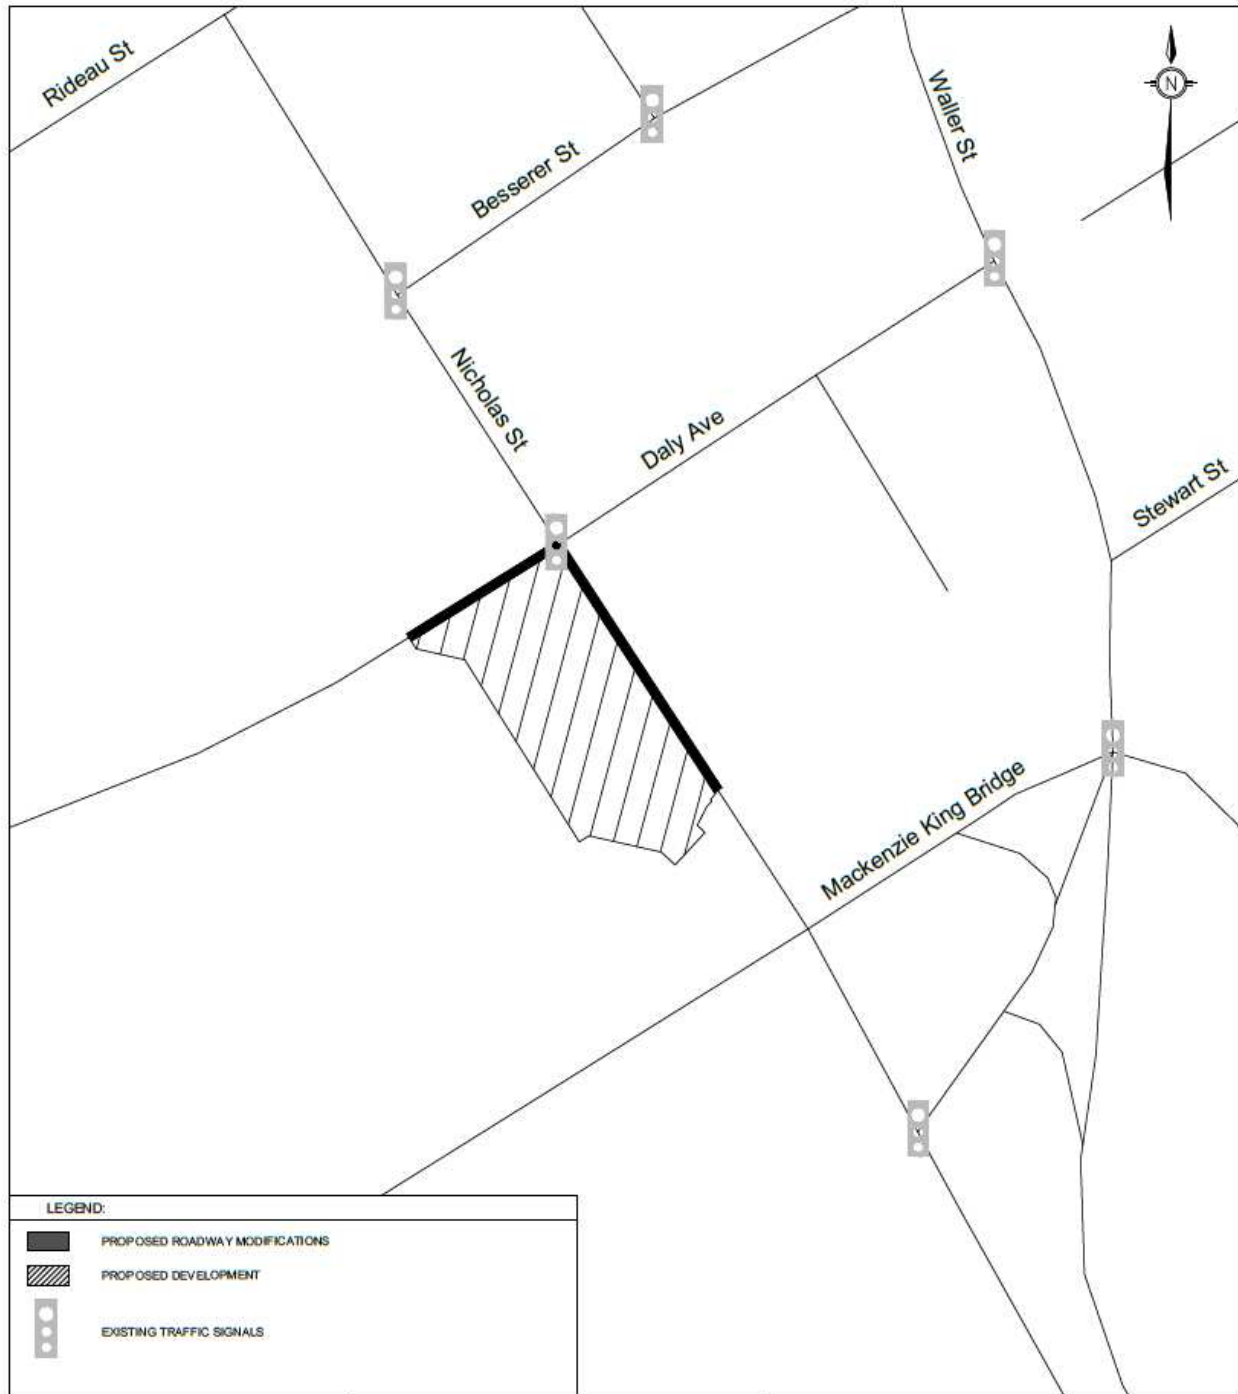 Rideau St
Waller St
N
Besserer St
Nicholas St
Daly Ave
Stewart St
Mackenzie King Bridge
LEGEND:
PROPOSED ROADWAY MODIFICATIONS
PROPOSED DEVELOPMENT
EXISTING TRAFFIC SIGNALS